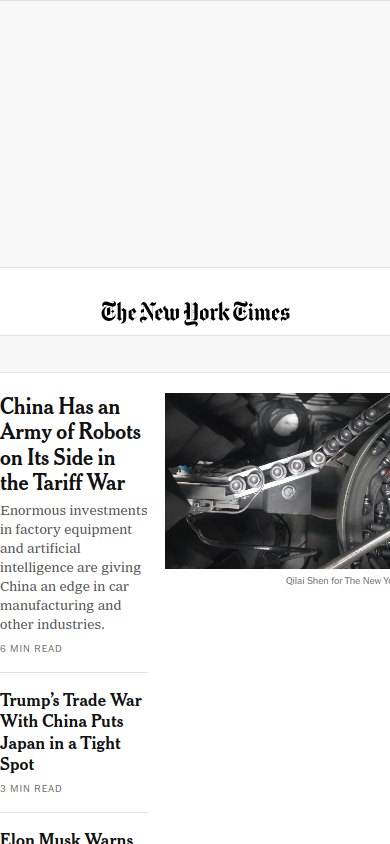 The New York Times
China Has an
Army of Robots
on Its Side in
the Tariff War
Enormous investments
in factory equipment
and artificial
intelligence are giving
China an edge in car
manufacturing and
other industries.
6 MIN READ
Qilai Shen for The New Yo
Trump’s Trade War
With China Puts
Japan in a Tight
Spot
3 MIN READ
Elon Musk Warns